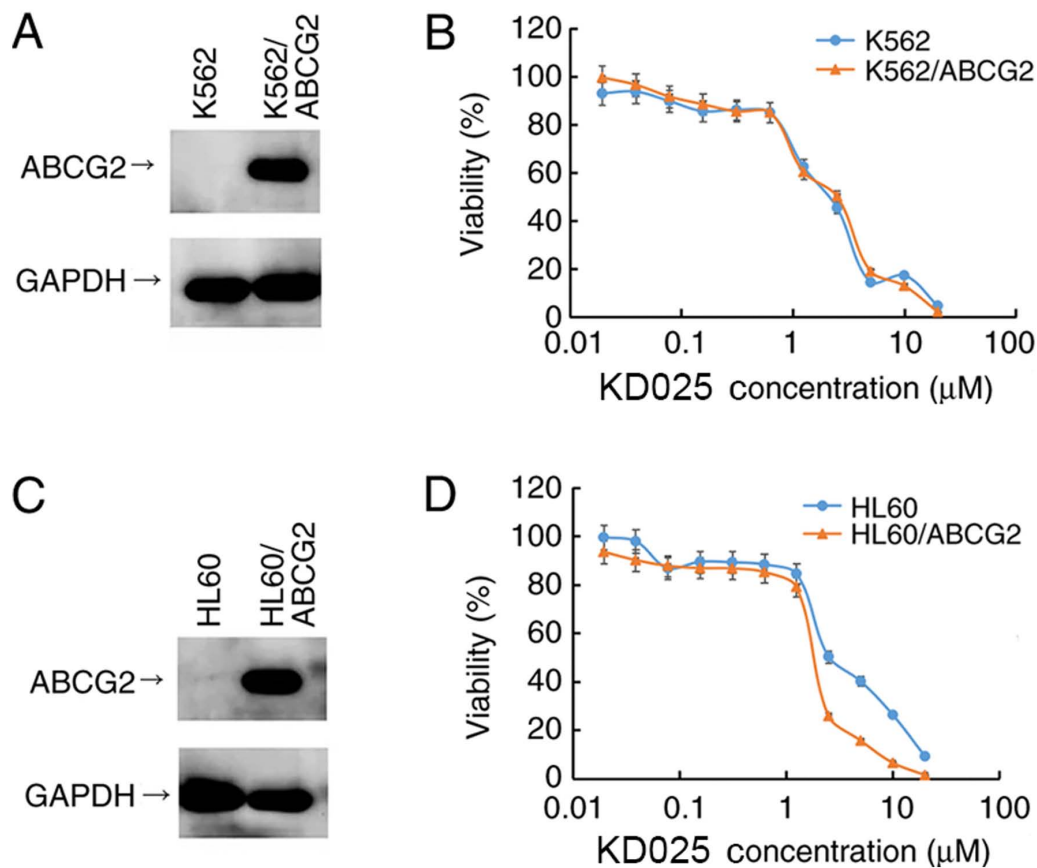 A
K562
K562/
ABCG2
ABCG2→
GAPDH→
B
K562
K562/ABCG2
Viability (%)
120
100
80
60
40
20
0
0.01
0.1
1
10
100
KD025 concentration (μM)
C
HL60
HL60/
ABCG2
ABCG2→
GAPDH→
D
HL60
HL60/ABCG2
Viability (%)
120
100
80
60
40
20
0
0.01
0.1
1
10
100
KD025 concentration (μM)